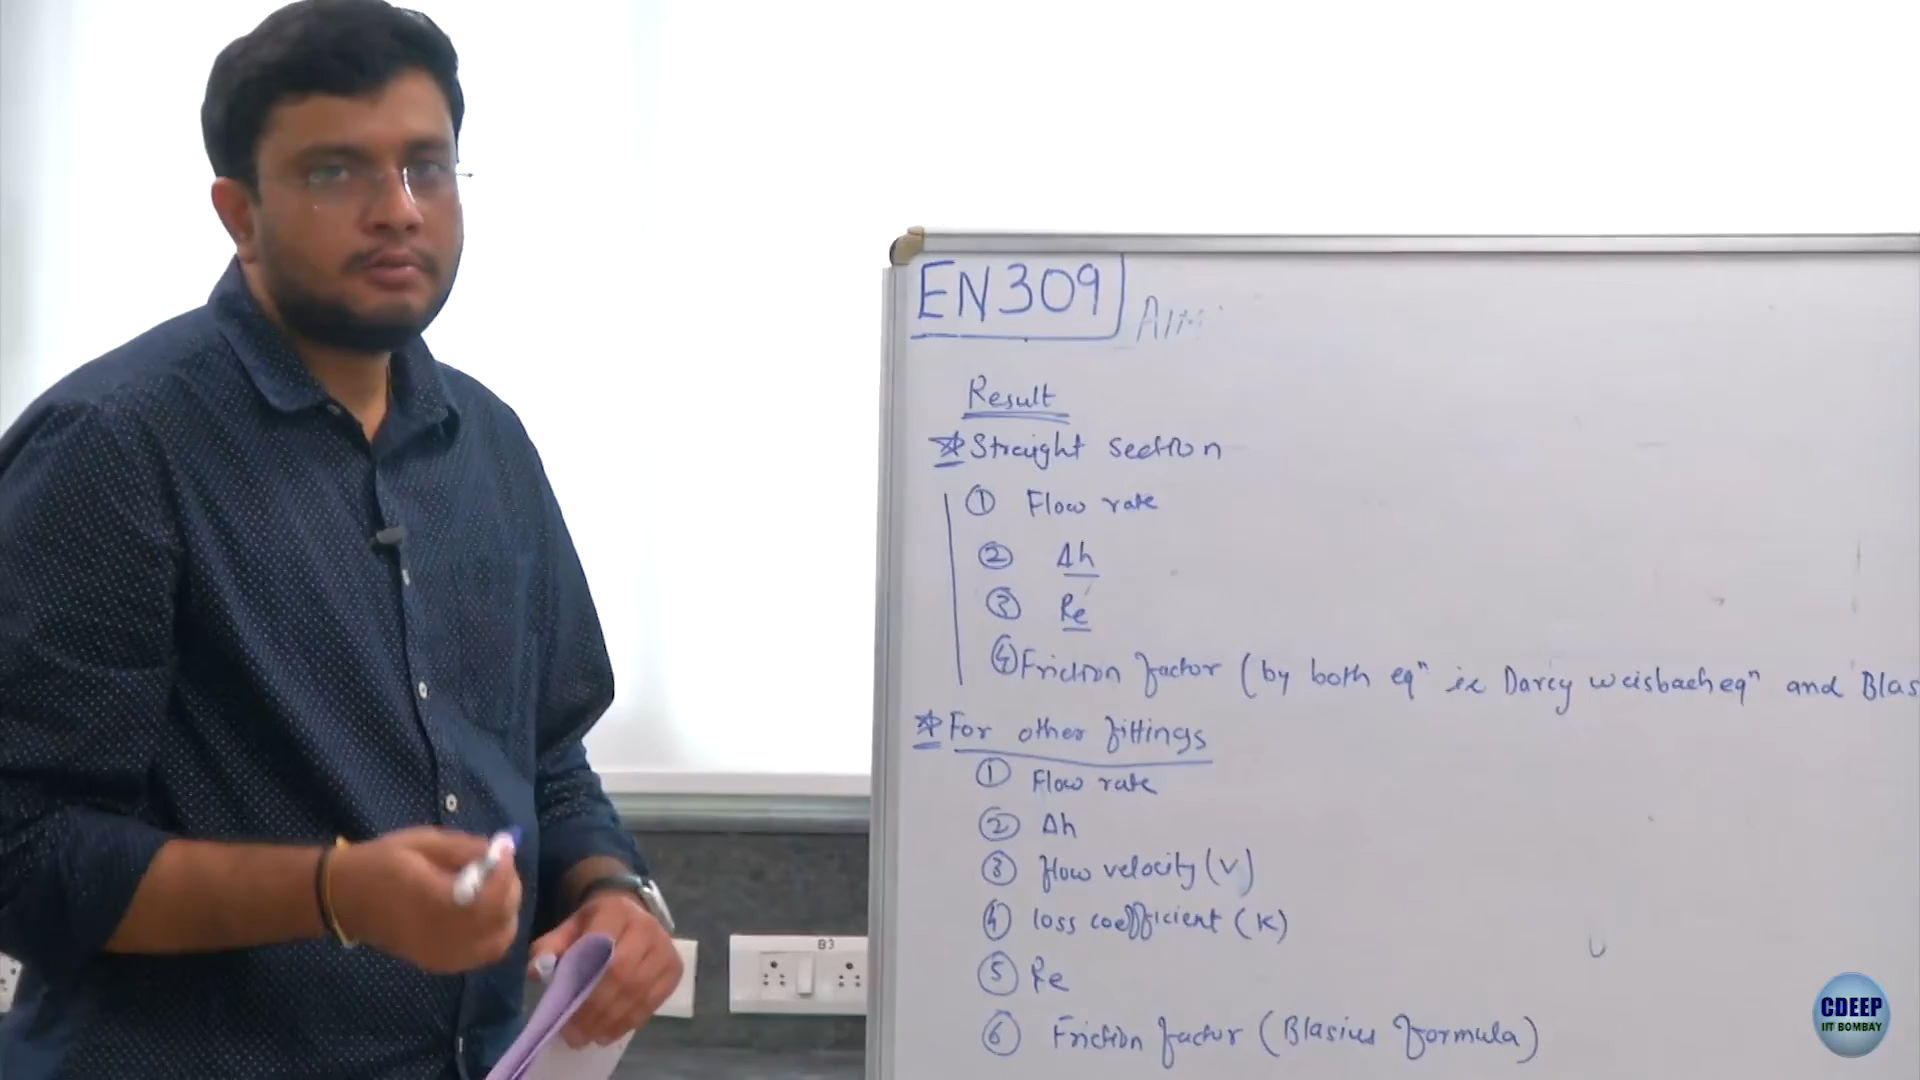 EN309
Aim
Result
* Straight section
① Flow rate
② Δh
③ Re
④ Friction factor (by both eqⁿ ie Darcy weisbach eqⁿ and Blas
* For other fittings
① Flow rate
② Δh
③ flow velocity (V)
④ loss coefficient (K)
⑤ Re
⑥ Friction factor (Blasius formula)
B3
CDEEP
IIT BOMBAY